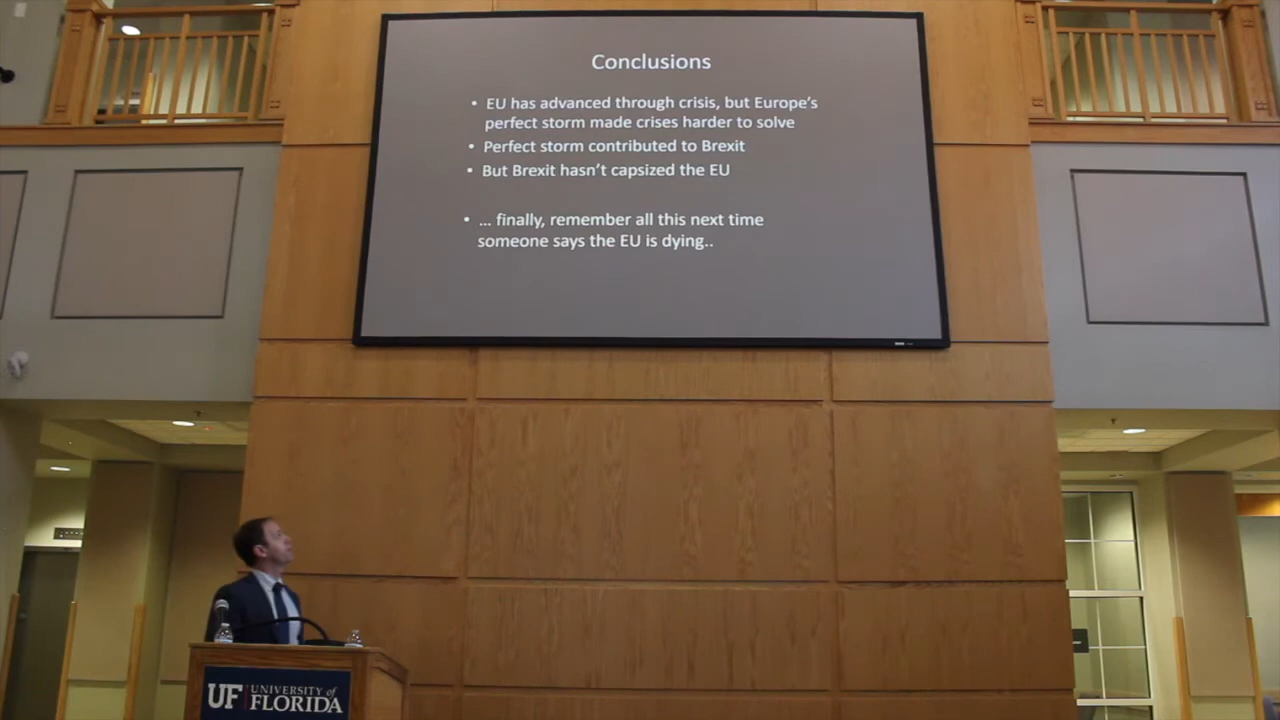 Conclusions
• EU has advanced through crisis, but Europe's
perfect storm made crises harder to solve
• Perfect storm contributed to Brexit
• But Brexit hasn't capsized the EU
• ... finally, remember all this next time
someone says the EU is dying..
UF UNIVERSITY of
FLORIDA